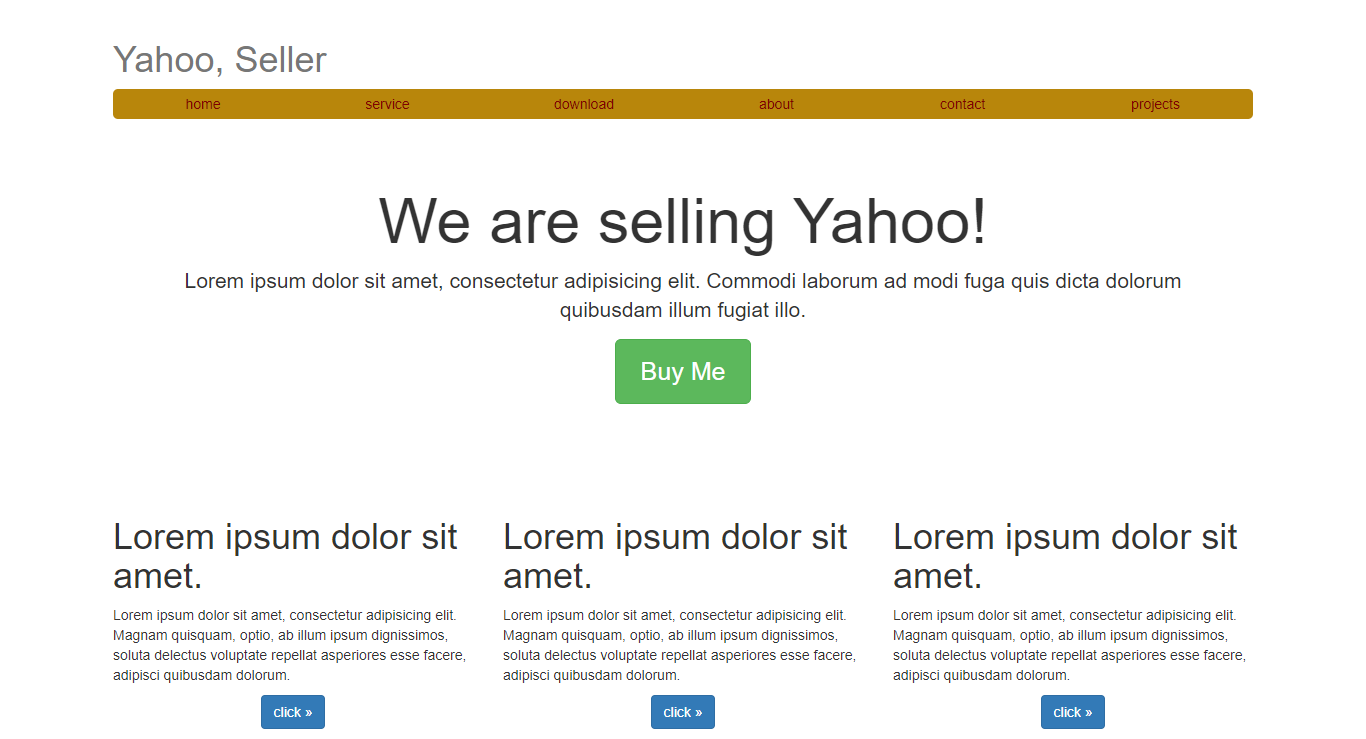 Yahoo, Seller
home service download about contact projects
We are selling Yahoo!
Lorem ipsum dolor sit amet, consectetur adipisicing elit. Commodi laborum ad modi fuga quis dicta dolorum
quibusdam illum fugiat illo.
Buy Me
Lorem ipsum dolor sit
amet.
Lorem ipsum dolor sit amet, consectetur adipisicing elit.
Magnam quisquam, optio, ab illum ipsum dignissimos,
soluta delectus voluptate repellat asperiores esse facere,
adipisci quibusdam dolorum.
click »
Lorem ipsum dolor sit
amet.
Lorem ipsum dolor sit amet, consectetur adipisicing elit.
Magnam quisquam, optio, ab illum ipsum dignissimos,
soluta delectus voluptate repellat asperiores esse facere,
adipisci quibusdam dolorum.
click »
Lorem ipsum dolor sit
amet.
Lorem ipsum dolor sit amet, consectetur adipisicing elit.
Magnam quisquam, optio, ab illum ipsum dignissimos,
soluta delectus voluptate repellat asperiores esse facere,
adipisci quibusdam dolorum.
click »